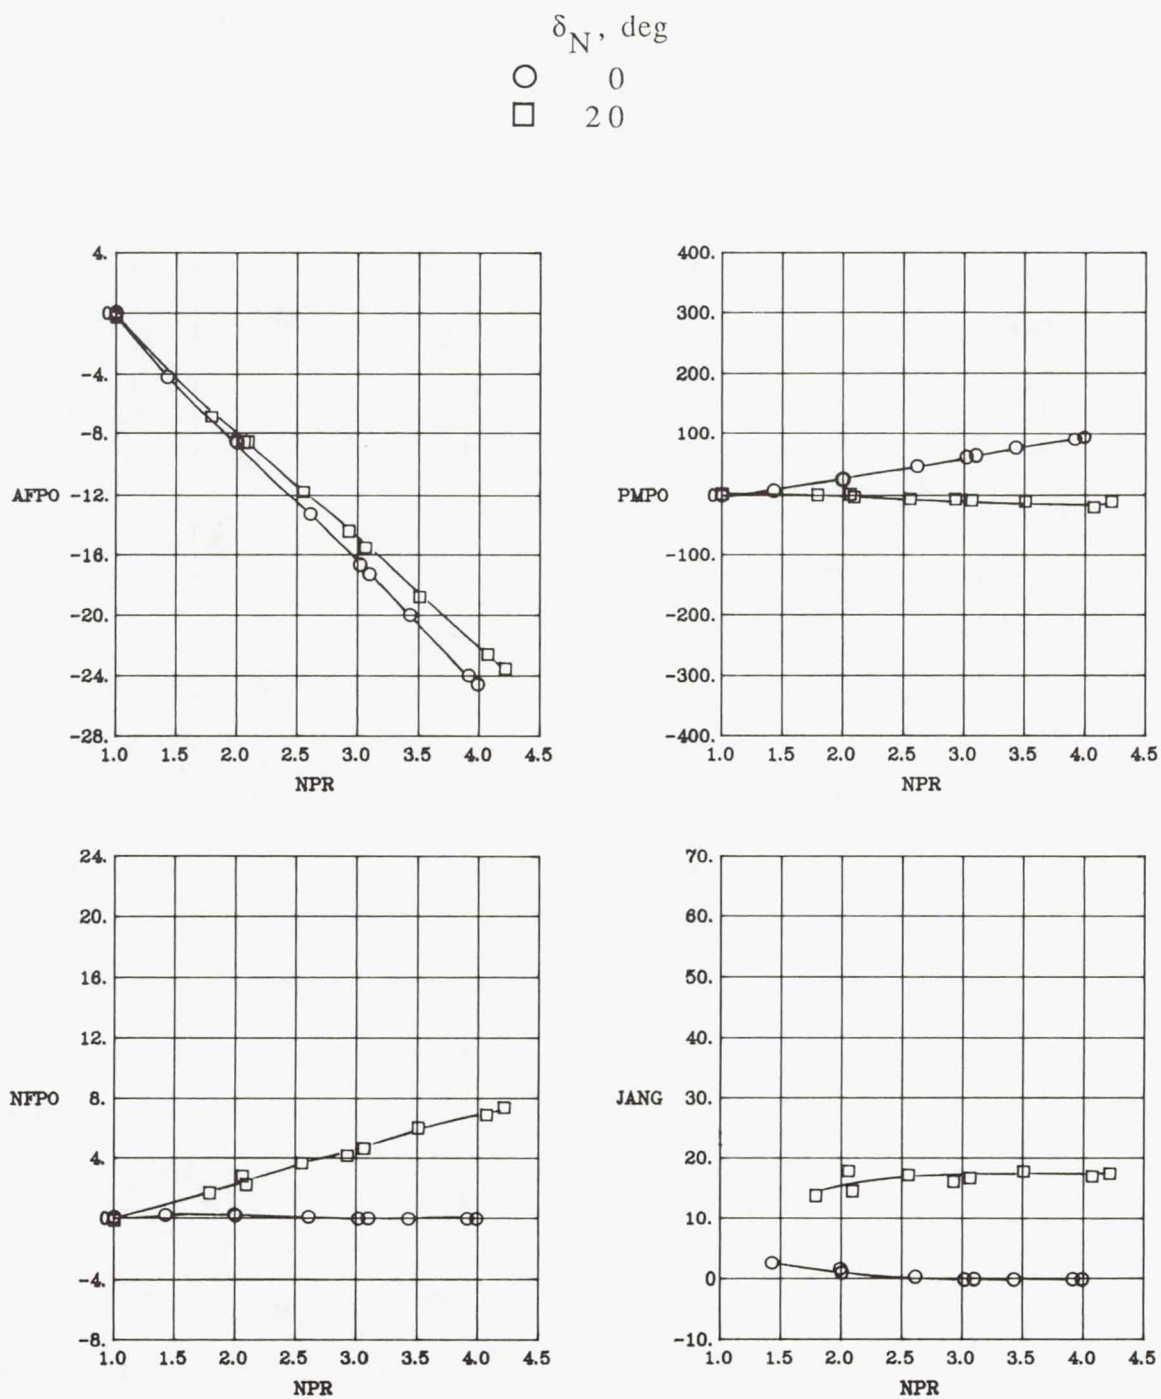 δN, deg
0
20
4.
0
-4.
-8.
AFPO -12.
-16.
-20.
-24.
-28.
1.0 1.5 2.0 2.5 3.0 3.5 4.0 4.5
NPR
400.
300.
200.
100.
PMPO 0
-100.
-200.
-300.
-400.
1.0 1.5 2.0 2.5 3.0 3.5 4.0 4.5
NPR
24.
20.
16.
12.
NFPO 8.
4.
0
-4.
-8.
1.0 1.5 2.0 2.5 3.0 3.5 4.0 4.5
NPR
70.
60.
50.
40.
JANG 30.
20.
10.
0
-10.
1.0 1.5 2.0 2.5 3.0 3.5 4.0 4.5
NPR